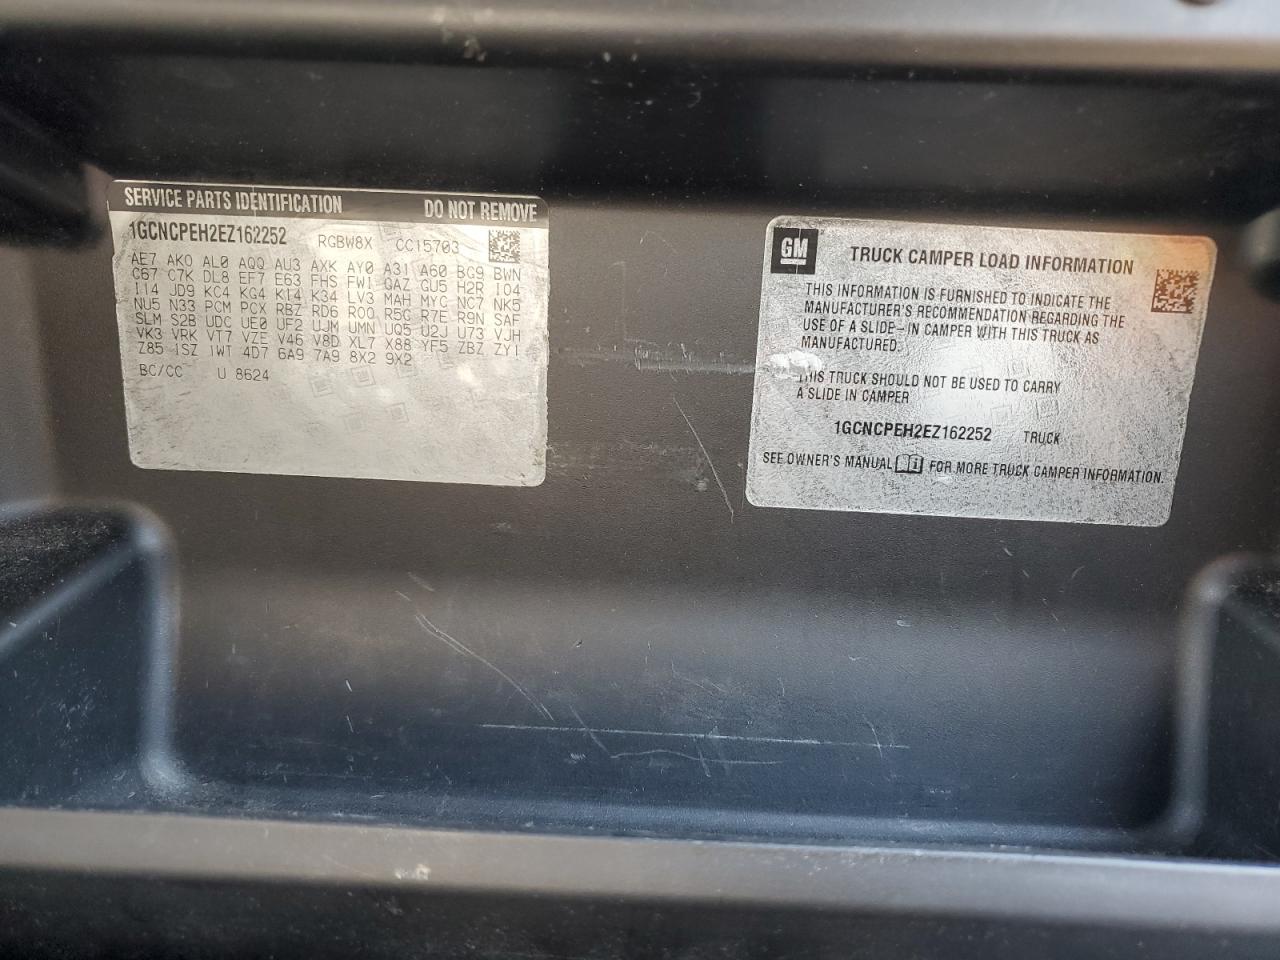 SERVICE PARTS IDENTIFICATION DO NOT REMOVE
1GCNCPEH2EZ162252 RGBW8X CC15703
AE7 AKO AL0 AQQ AU3 AXK AY0 A31 A60 BG9 BWN
C67 C7K DL8 EF7 E63 FHS FWI GAZ GU5 H2R IO4
I14 JD9 KC4 KG4 K14 K34 LV3 MAH MYC NC7 NK5
NU5 N33 PCM PCX RBZ RD6 ROO R5C R7E R9N SAF
SLM S2B UDC UE0 UF2 UJM UMN UQ5 U2J U73 VJH
VK3 VRK VT7 VZE V46 V8D XL7 X88 YF5 ZBZ ZY1
Z85 1SZ 1WT 4D7 6A9 7A9 8X2 9X2
BC/CC U 8624
GM
TRUCK CAMPER LOAD INFORMATION
THIS INFORMATION IS FURNISHED TO INDICATE THE
MANUFACTURER'S RECOMMENDATION REGARDING THE
USE OF A SLIDE-IN CAMPER WITH THIS TRUCK AS
MANUFACTURED.
THIS TRUCK SHOULD NOT BE USED TO CARRY
A SLIDE IN CAMPER
1GCNCPEH2EZ162252 TRUCK
SEE OWNER'S MANUAL FOR MORE TRUCK CAMPER INFORMATION.